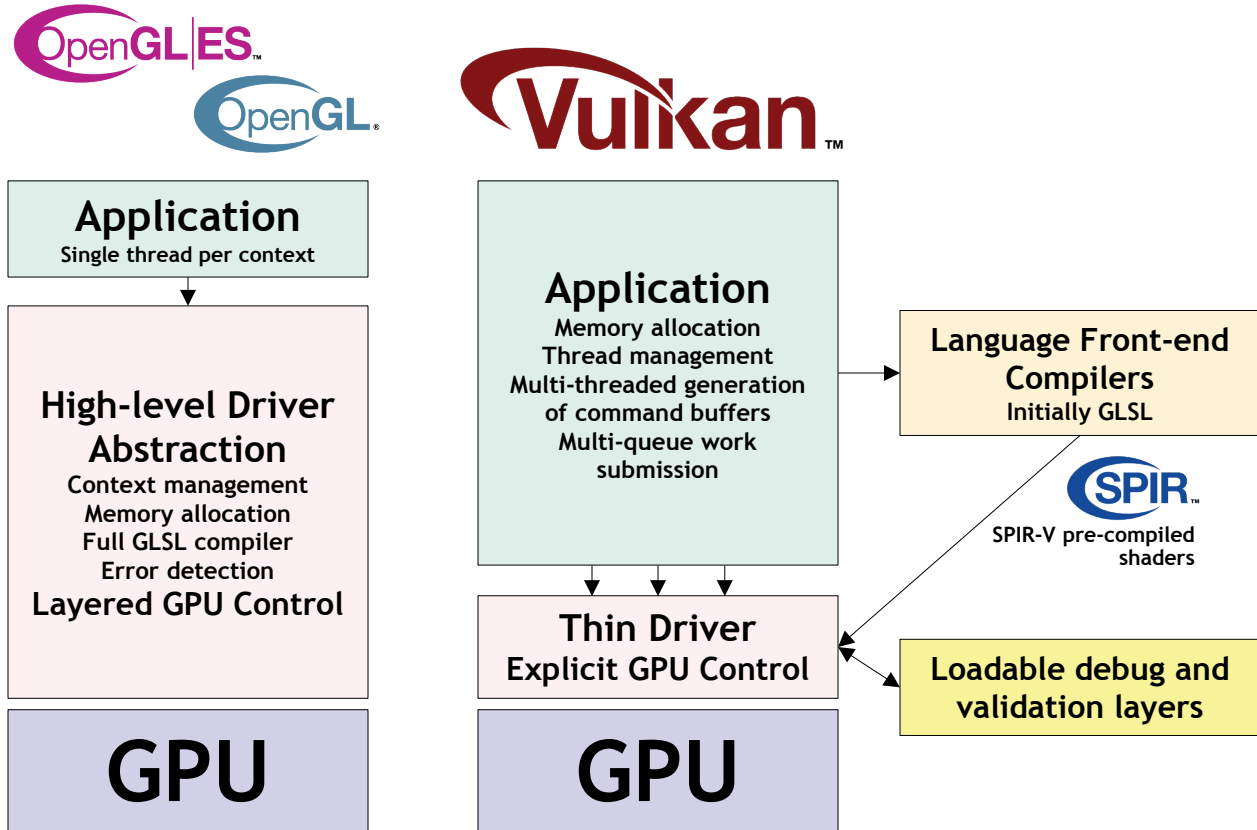 OpenGL|ES™
OpenGL®
Vulkan™
Application
Single thread per context
High-level Driver
Abstraction
Context management
Memory allocation
Full GLSL compiler
Error detection
Layered GPU Control
GPU
Application
Memory allocation
Thread management
Multi-threaded generation
of command buffers
Multi-queue work
submission
Thin Driver
Explicit GPU Control
GPU
Language Front-end
Compilers
Initially GLSL
SPIR™
SPIR-V pre-compiled
shaders
Loadable debug and
validation layers